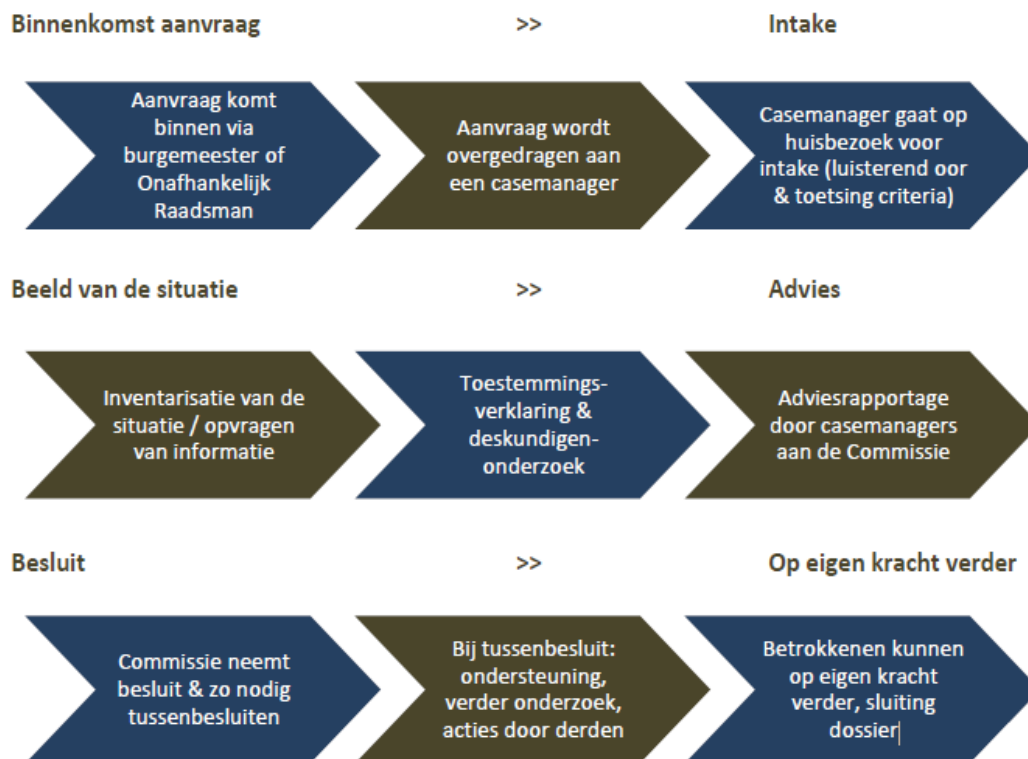 Binnenkomst aanvraag >> Intake
Aanvraag komt
binnen via
burgemeester of
Onafhankelijk
Raadsman
Aanvraag wordt
overgedragen aan
een casemanager
Casemanager gaat op
huisbezoek voor
intake (luisterend oor
& toetsing criteria)
Beeld van de situatie >> Advies
Inventarisatie van de
situatie / opvragen
van informatie
Toestemmings-
verklaring &
deskundigen-
onderzoek
Adviesrapportage
door casemanagers
aan de Commissie
Besluit >> Op eigen kracht verder
Commissie neemt
besluit & zo nodig
tussenbesluiten
Bij tussenbesluit:
ondersteuning,
verder onderzoek,
acties door derden
Betrokkenen kunnen
op eigen kracht
verder, sluiting
dossier